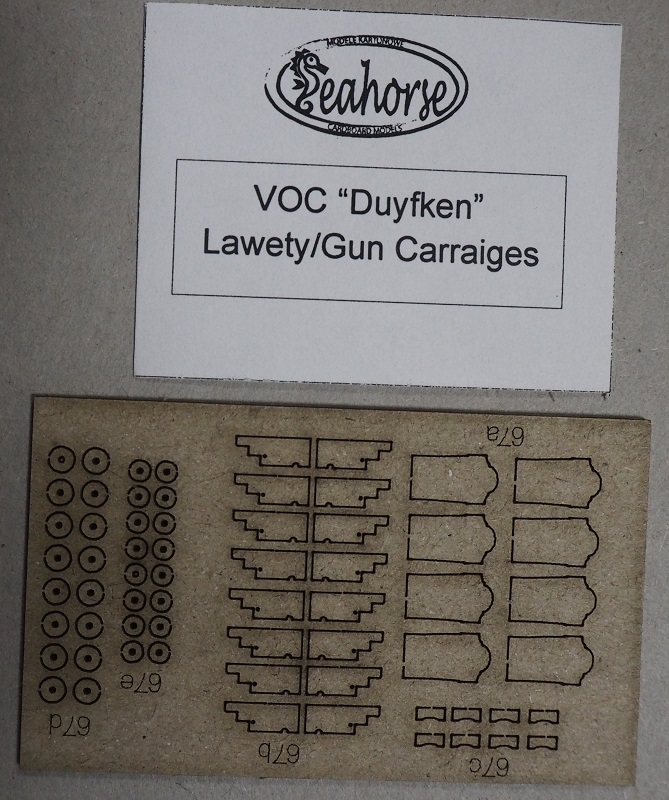 MODELE KARTONOWE
Seahorse
CARDBOARD MODELS
VOC “Duyfken”
Lawety/Gun Carraiges
67a
67e
67d
67b
67c